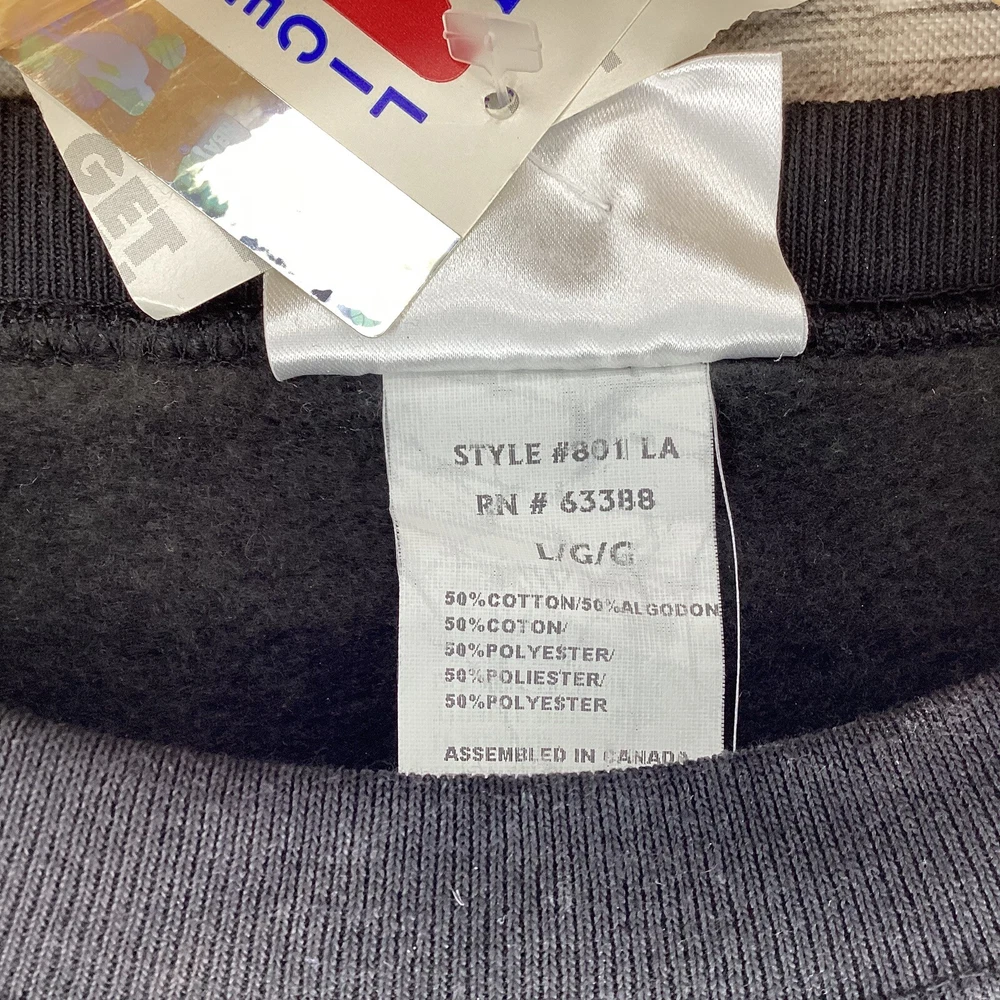 GET
STYLE #801 LA
RN # 63388
L/G/G
50%COTTON/50%ALGODON
50%COTON/
50%POLYESTER/
50%POLIESTER/
50%POLYESTER
ASSEMBLED IN CANADA